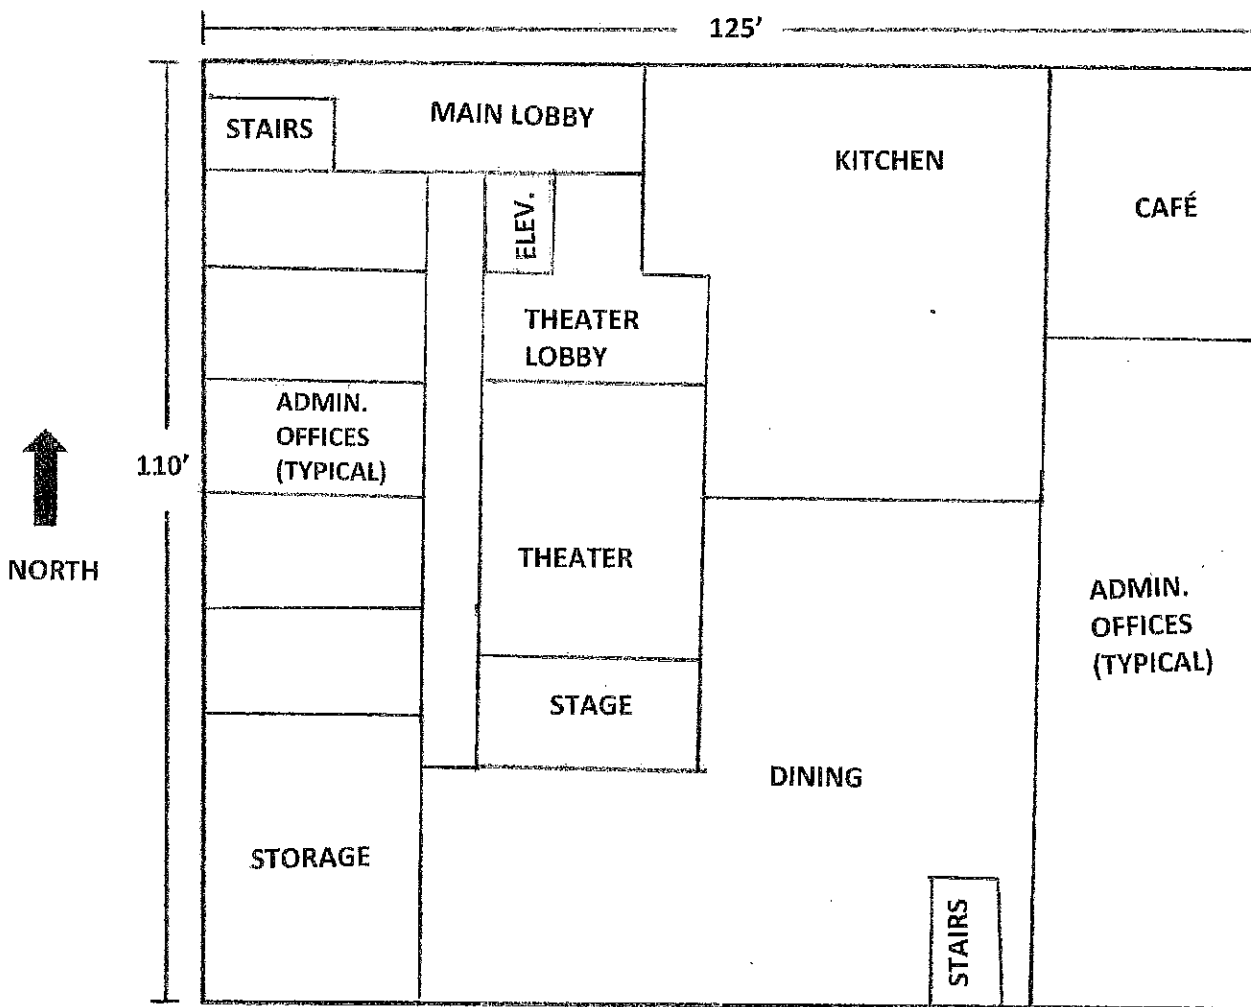 125’
MAIN LOBBY
STAIRS
KITCHEN
CAFÉ
ELEV.
THEATER
LOBBY
ADMIN.
OFFICES
(TYPICAL)
110’
NORTH
THEATER
ADMIN.
OFFICES
(TYPICAL)
STAGE
DINING
STORAGE
STAIRS